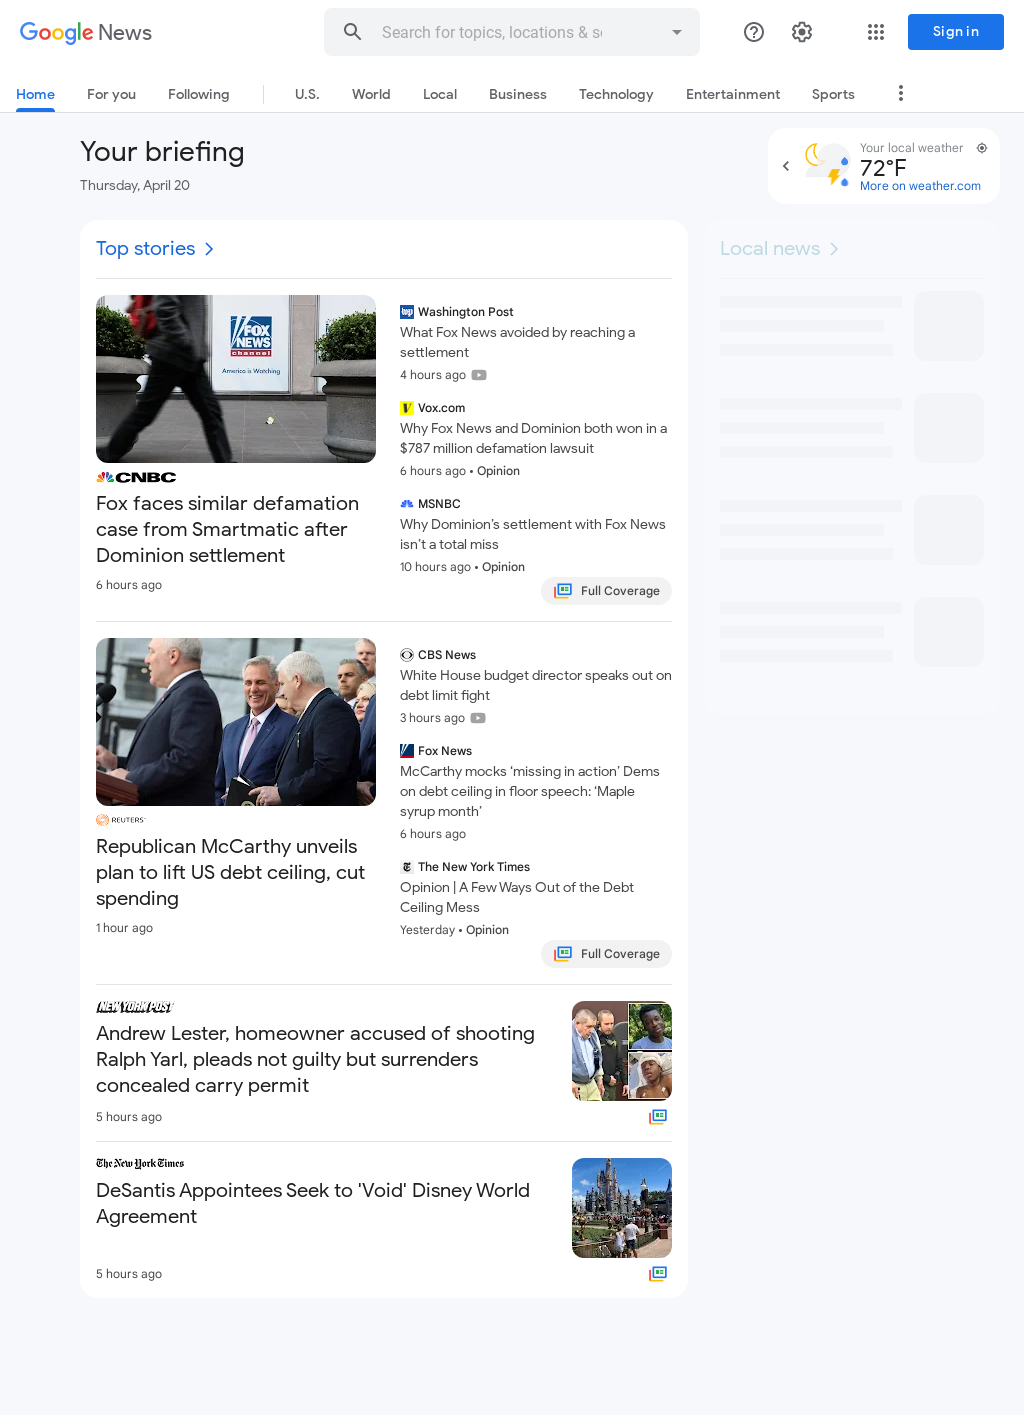 Google News
Search for topics, locations & so
Sign in
Home
For you
Following
U.S.
World
Local
Business
Technology
Entertainment
Sports
Your briefing
Thursday, April 20
Your local weather
72°F
More on weather.com
Top stories
FOX
NEWS
channel
America is Watching
CNBC
Fox faces similar defamation
case from Smartmatic after
Dominion settlement
6 hours ago
wp
Washington Post
What Fox News avoided by reaching a
settlement
4 hours ago
V
Vox.com
Why Fox News and Dominion both won in a
$787 million defamation lawsuit
6 hours ago • Opinion
MSNBC
Why Dominion’s settlement with Fox News
isn’t a total miss
10 hours ago • Opinion
Full Coverage
REUTERS
Republican McCarthy unveils
plan to lift US debt ceiling, cut
spending
1 hour ago
CBS News
White House budget director speaks out on
debt limit fight
3 hours ago
Fox News
McCarthy mocks ‘missing in action’ Dems
on debt ceiling in floor speech: ‘Maple
syrup month’
6 hours ago
The New York Times
Opinion | A Few Ways Out of the Debt
Ceiling Mess
Yesterday • Opinion
Full Coverage
NEW YORK POST
Andrew Lester, homeowner accused of shooting
Ralph Yarl, pleads not guilty but surrenders
concealed carry permit
5 hours ago
The New York Times
DeSantis Appointees Seek to 'Void' Disney World
Agreement
5 hours ago
Local news